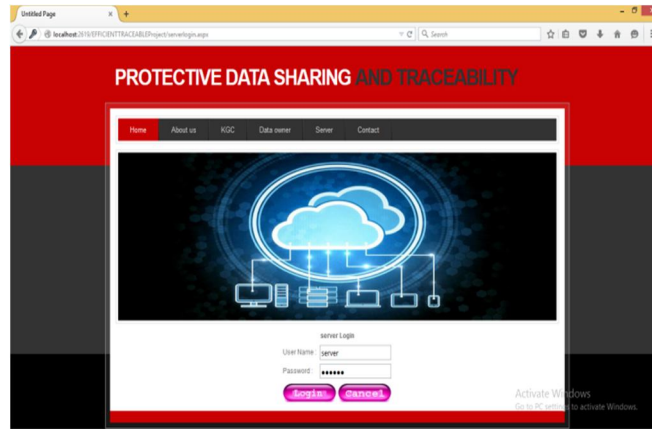 Untitled Page
localhost:2619/EFFICIENTTRACEABLEProject/serverlogin.aspx
Search
PROTECTIVE DATA SHARING AND TRACEABILITY
Home About us KGC Data owner Server Contact
server Login
User Name server
Password
Login Cancel
Activate Windows
Go to PC settings to activate Windows.